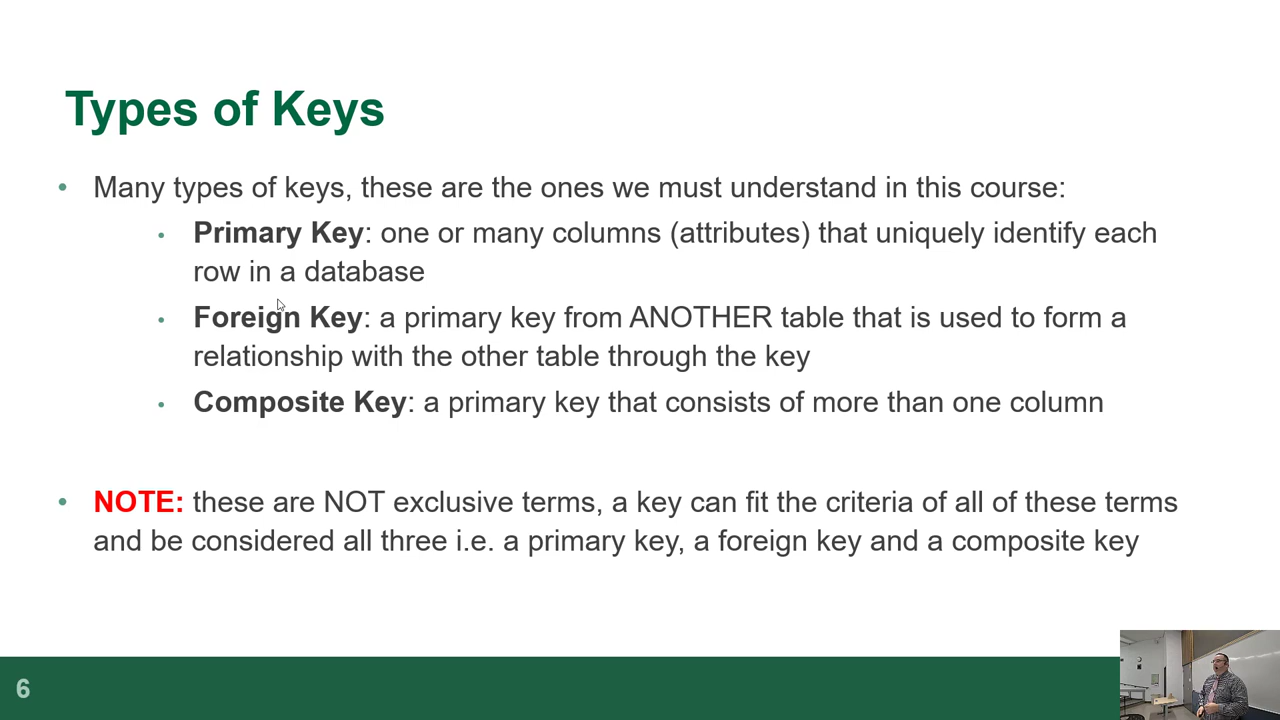 Types of Keys
• Many types of keys, these are the ones we must understand in this course:
• Primary Key: one or many columns (attributes) that uniquely identify each
row in a database
• Foreign Key: a primary key from ANOTHER table that is used to form a
relationship with the other table through the key
• Composite Key: a primary key that consists of more than one column
• NOTE: these are NOT exclusive terms, a key can fit the criteria of all of these terms
and be considered all three i.e. a primary key, a foreign key and a composite key
6